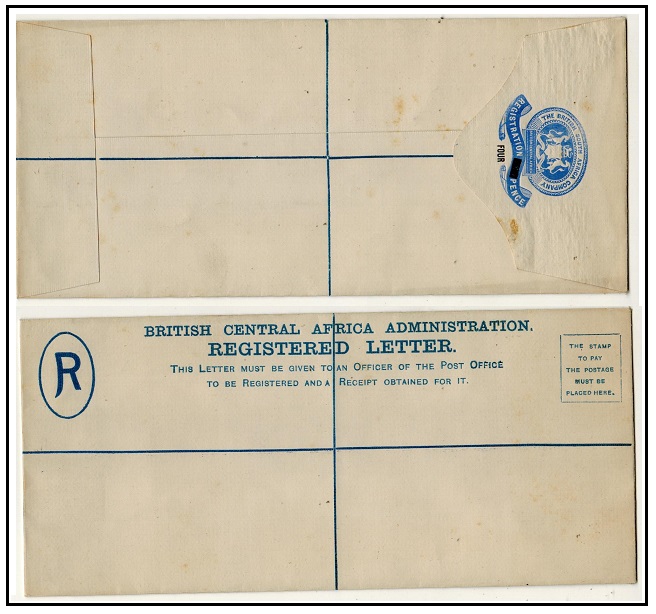 THE BRITISH SOUTH AFRICA COMPANY
REGISTRATION PENCE
FOUR
BRITISH CENTRAL AFRICA ADMINISTRATION.
REGISTERED LETTER.
THIS LETTER MUST BE GIVEN TO AN OFFICER OF THE POST OFFICE
TO BE REGISTERED AND A RECEIPT OBTAINED FOR IT.
R
THE STAMP
TO PAY
THE POSTAGE
MUST BE
PLACED HERE.